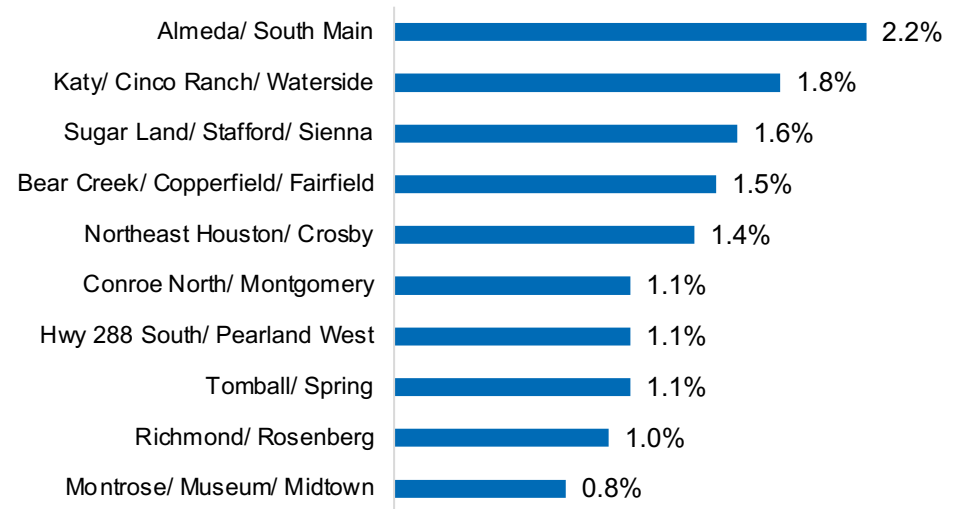 Almeda/ South Main 2.2%
Katy/ Cinco Ranch/ Waterside 1.8%
Sugar Land/ Stafford/ Sienna 1.6%
Bear Creek/ Copperfield/ Fairfield 1.5%
Northeast Houston/ Crosby 1.4%
Conroe North/ Montgomery 1.1%
Hwy 288 South/ Pearland West 1.1%
Tomball/ Spring 1.1%
Richmond/ Rosenberg 1.0%
Montrose/ Museum/ Midtown 0.8%